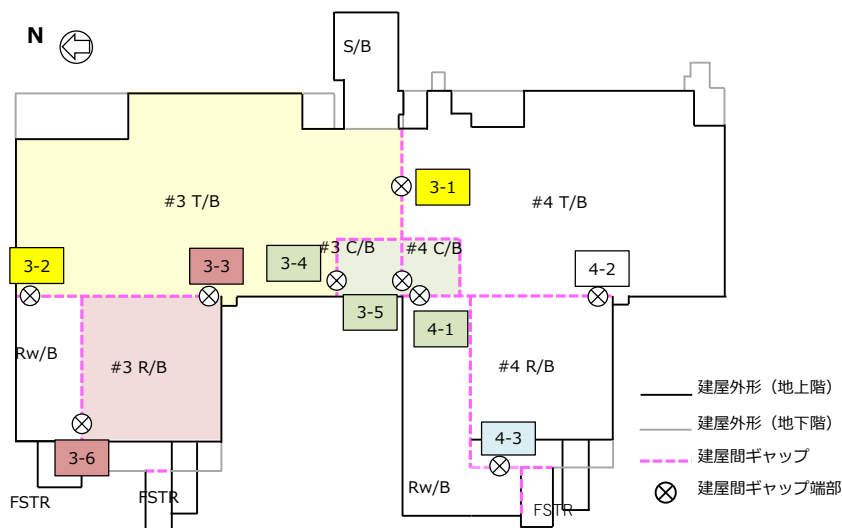 N
S/B
#3 T/B
3-1
#4 T/B
#3 C/B
#4 C/B
3-2
3-3
3-4
4-2
3-5
4-1
Rw/B
#3 R/B
#4 R/B
建屋外形（地上階）
建屋外形（地下階）
4-3
3-6
建屋間ギャップ
建屋間ギャップ端部
FSTR
FSTR
Rw/B
FSTR